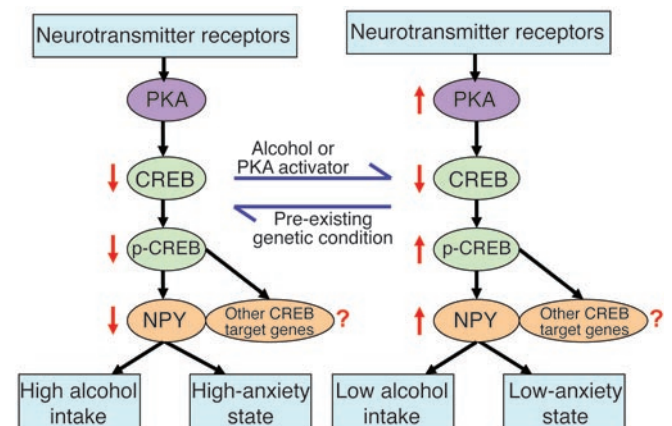 Neurotransmitter receptors
PKA
CREB
p-CREB
NPY
Other CREB
target genes
?
High alcohol
intake
High-anxiety
state
Alcohol or
PKA activator
Pre-existing
genetic condition
Neurotransmitter receptors
PKA
CREB
p-CREB
NPY
Other CREB
target genes
?
Low alcohol
intake
Low-anxiety
state